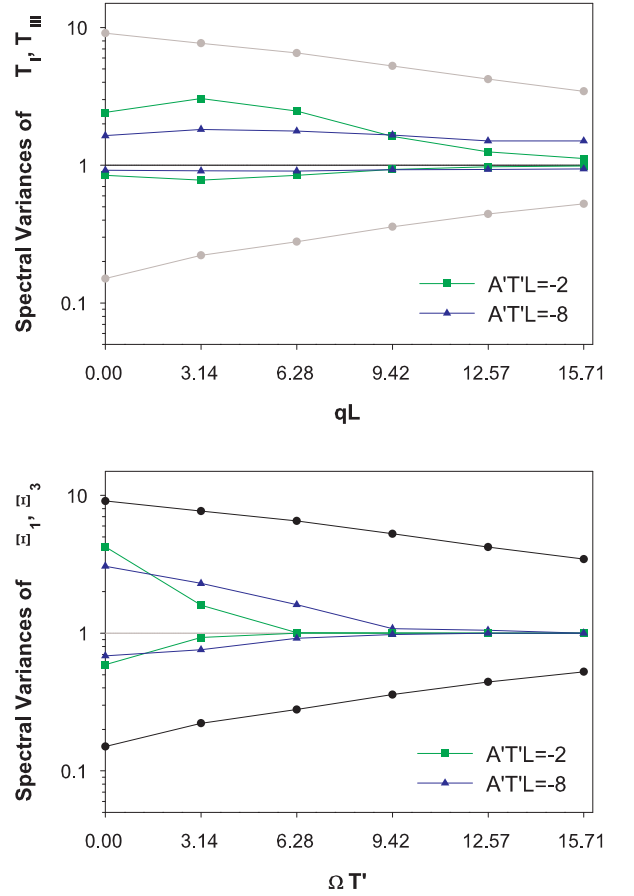 Spectral Variances of T_I, T_III
10
1
0.1
A'T'L=-2
A'T'L=-8
0.00 3.14 6.28 9.42 12.57 15.71
qL
Spectral Variances of Ξ_1, Ξ_3
10
1
0.1
A'T'L=-2
A'T'L=-8
0.00 3.14 6.28 9.42 12.57 15.71
Ω T'